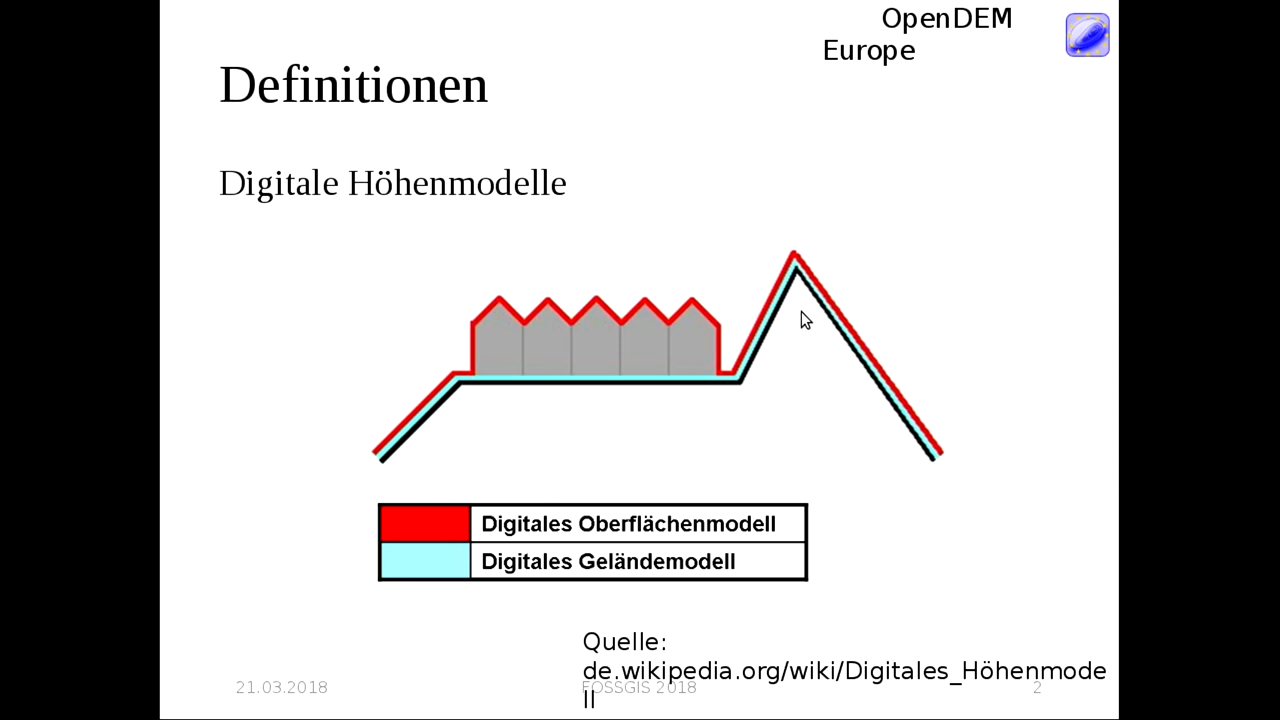 OpenDEM
Europe
Definitionen
Digitale Höhenmodelle
Digitales Oberflächenmodell
Digitales Geländemodell
Quelle:
de.wikipedia.org/wiki/Digitales_Höhenmode
ll
21.03.2018
FOSSGIS 2018
2